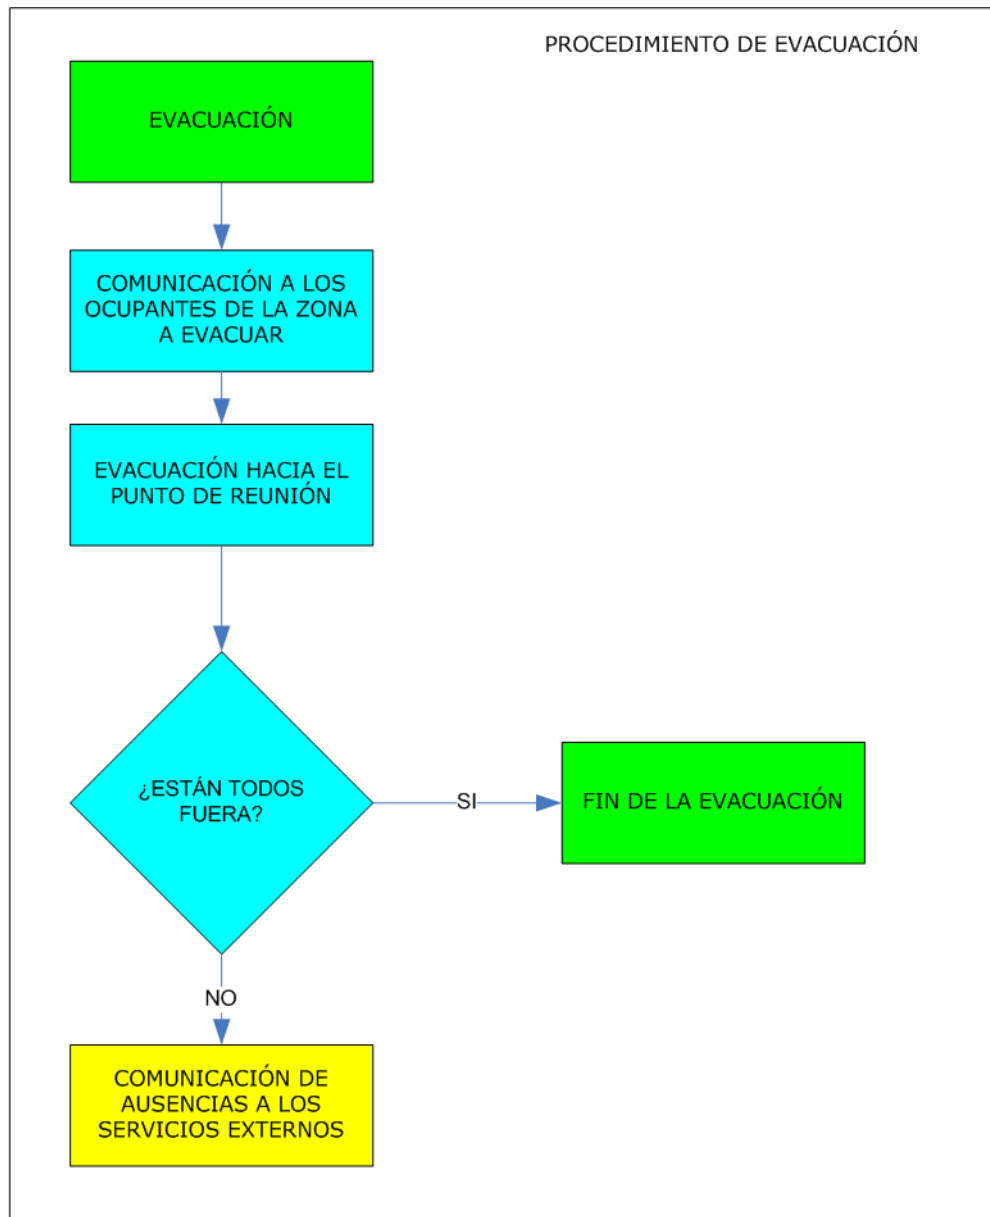 PROCEDIMIENTO DE EVACUACIÓN
EVACUACIÓN
COMUNICACIÓN A LOS
OCUPANTES DE LA ZONA
A EVACUAR
EVACUACIÓN HACIA EL
PUNTO DE REUNIÓN
¿ESTÁN TODOS
FUERA?
SI
FIN DE LA EVACUACIÓN
NO
COMUNICACIÓN DE
AUSENCIAS A LOS
SERVICIOS EXTERNOS